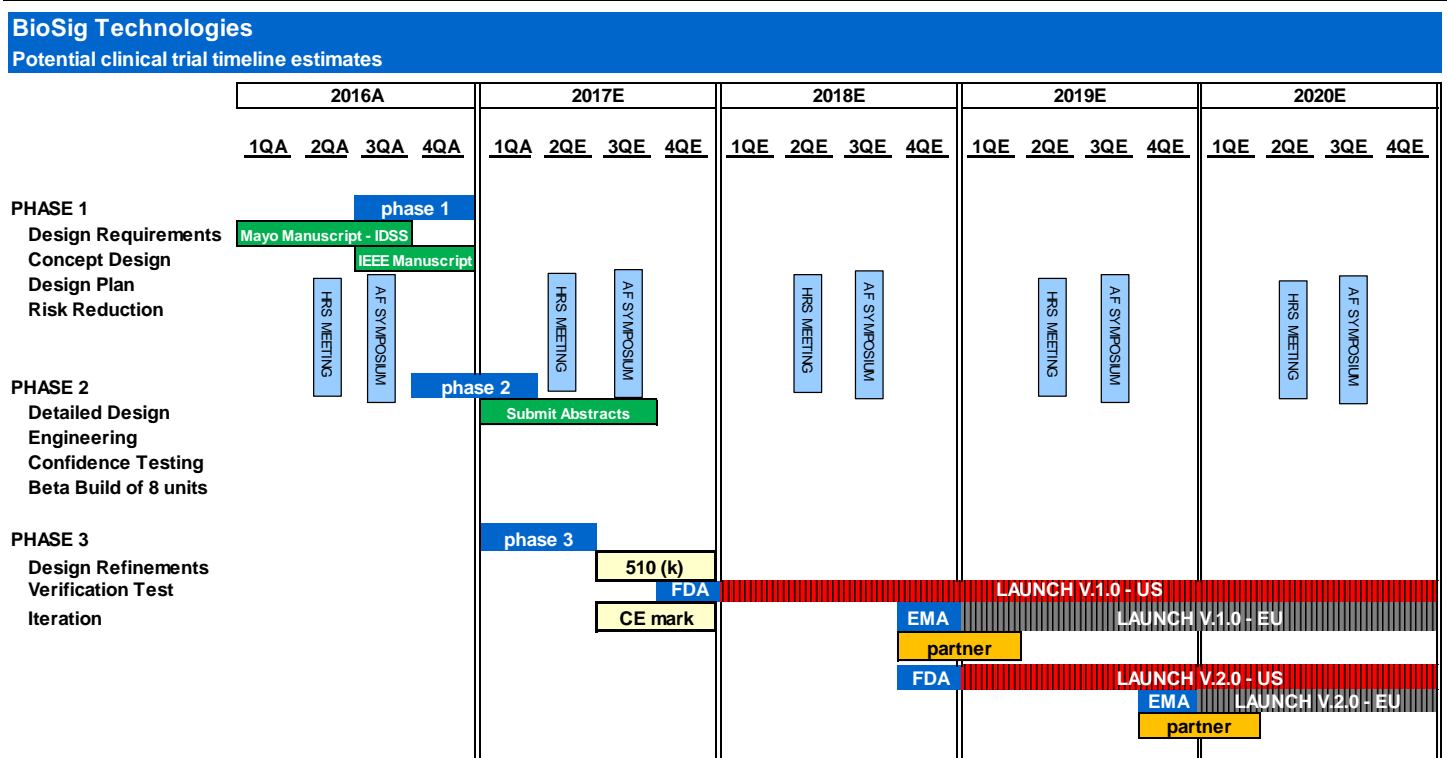 BioSig Technologies
Potential clinical trial timeline estimates
2016A 2017E 2018E 2019E 2020E
1QA 2QA 3QA 4QA 1QA 2QE 3QE 4QE 1QE 2QE 3QE 4QE 1QE 2QE 3QE 4QE 1QE 2QE 3QE 4QE
PHASE 1 phase 1
Design Requirements Mayo Manuscript - IDSS
Concept Design IEEE Manuscript
Design Plan
Risk Reduction
HRS MEETING AF SYMPOSIUM HRS MEETING AF SYMPOSIUM HRS MEETING AF SYMPOSIUM HRS MEETING AF SYMPOSIUM HRS MEETING AF SYMPOSIUM
PHASE 2 phase 2
Detailed Design Submit Abstracts
Engineering
Confidence Testing
Beta Build of 8 units
PHASE 3 phase 3
Design Refinements 510 (k)
Verification Test FDA LAUNCH V.1.0 - US
Iteration CE mark EMA LAUNCH V.1.0 - EU
partner
FDA LAUNCH V.2.0 - US
EMA LAUNCH V.2.0 - EU
partner